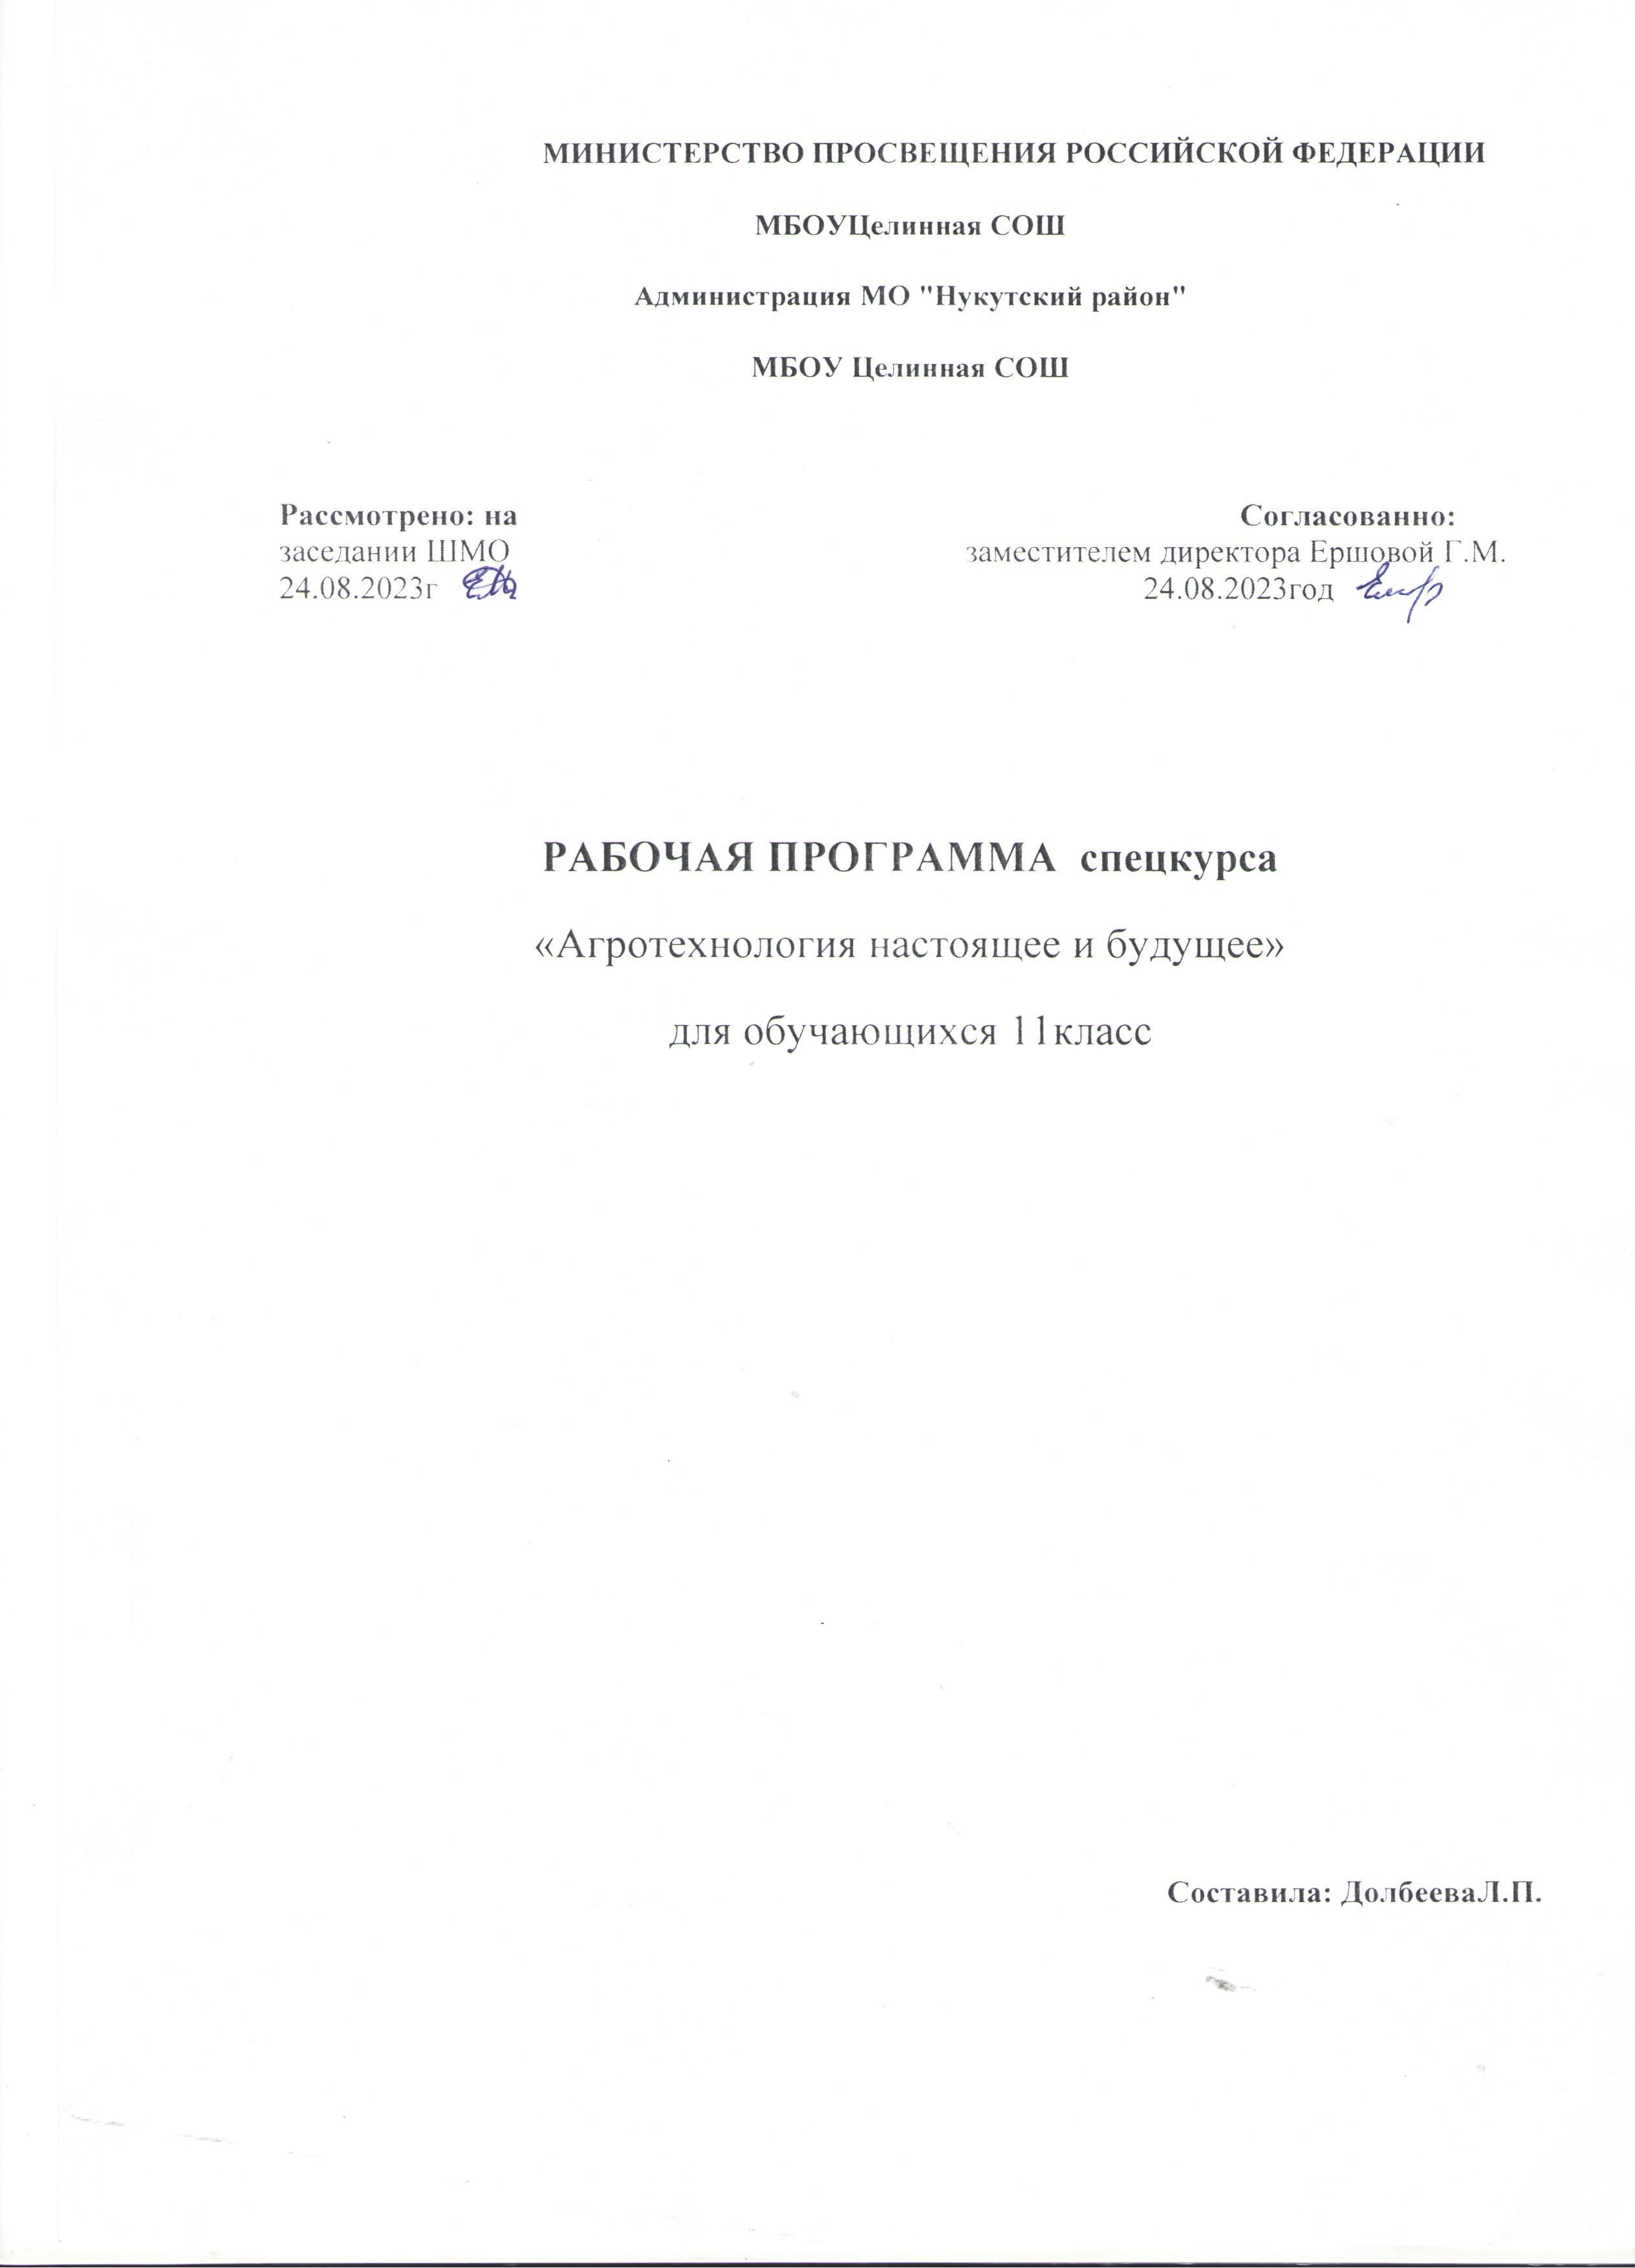 МИНИСТЕРСТВО ПРОСВЕЩЕНИЯ РОССИЙСКОЙ ФЕДЕРАЦИИ
МБОУЦелинная СОШ
Администрация МО "Нукутский район"
МБОУ Целинная СОШ
Рассмотрено: на
заседании ШМО
24.08.2023г
Согласованно:
заместителем директора Ершовой Г.М.
24.08.2023год
РАБОЧАЯ ПРОГРАММА спецкурса
«Агротехнология настоящее и будущее»
для обучающихся 11класс
Составила: ДолбееваЛ.П.